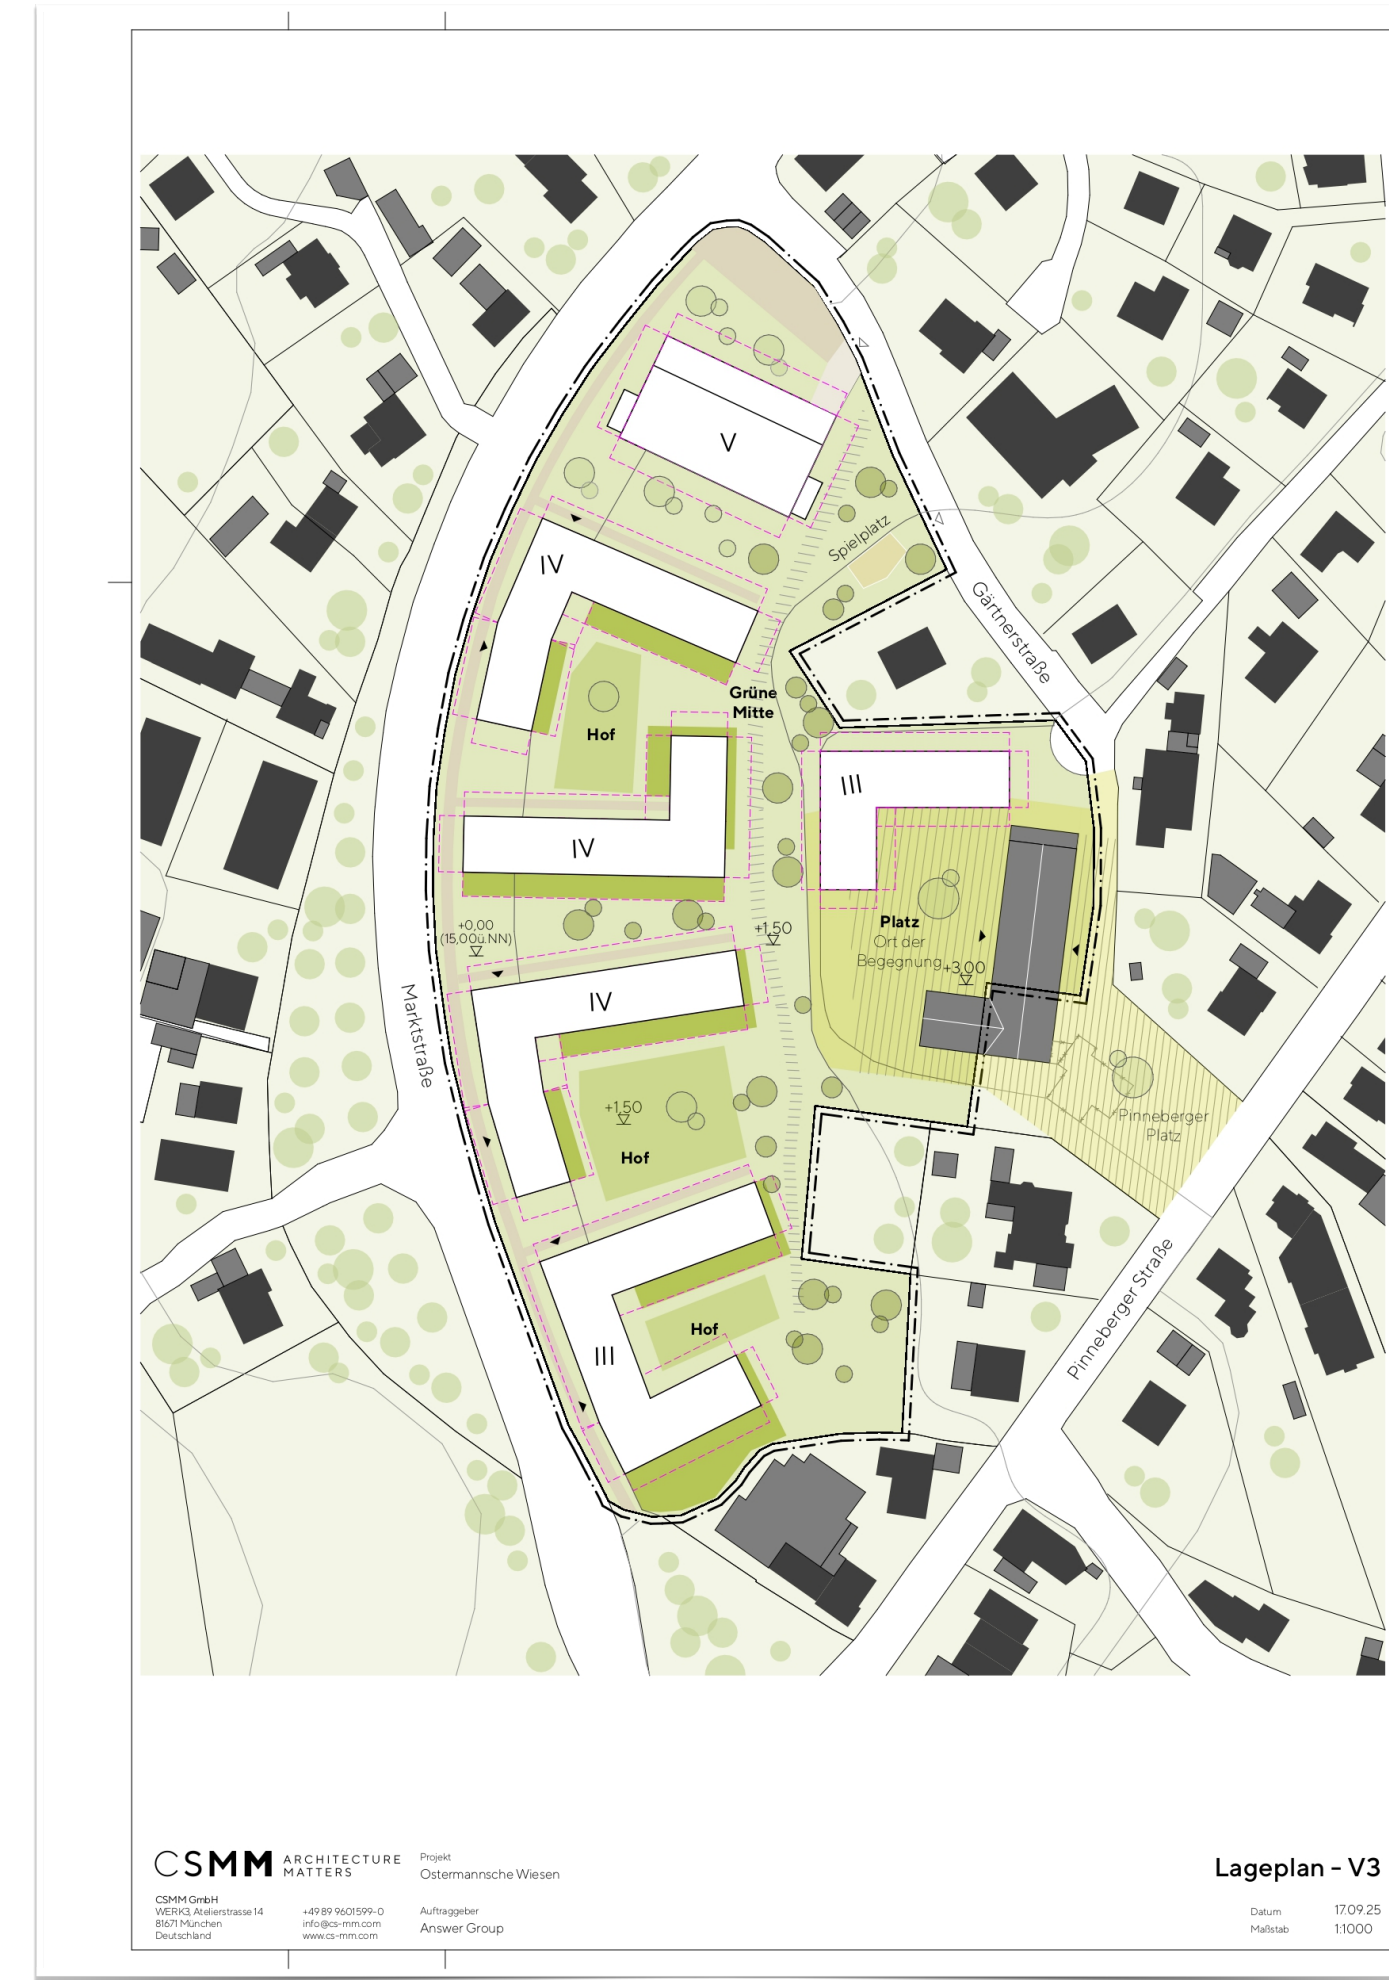 V
IV
Spielplatz
Gärtnerstraße
Grüne
Mitte
Hof
III
IV
Platz
Ort der
Begegnung
+0,00
(15,00ü.NN)
+1,50
+3,00
IV
Marktstraße
+1,50
Hof
Pinneberger
Platz
Hof
III
Pinneberger Straße
CSMM ARCHITECTURE
MATTERS
CSMM GmbH
WERK3, Atelierstrasse 14
81671 München
Deutschland
+49 89 9601599-0
info@cs-mm.com
www.cs-mm.com
Projekt
Ostermannsche Wiesen
Auftraggeber
Answer Group
Lageplan - V3
Datum 17.09.25
Maßstab 1:1000